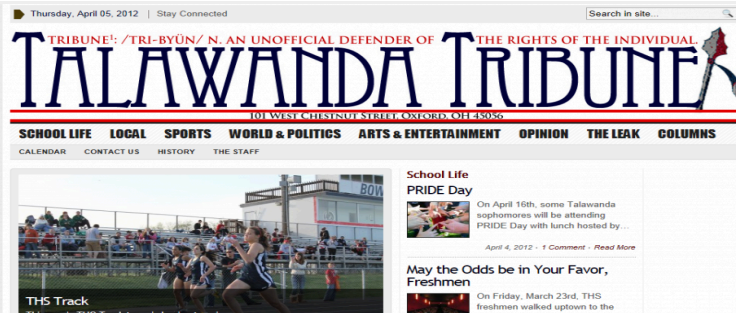 Thursday, April 05, 2012 | Stay Connected
Search in site...
TRIBUNE¹: /TRI-BYÜN/ N. AN UNOFFICIAL DEFENDER OF THE RIGHTS OF THE INDIVIDUAL.
TALAWANDA TRIBUNE
101 WEST CHESTNUT STREET, OXFORD, OH 45056
SCHOOL LIFE LOCAL SPORTS WORLD & POLITICS ARTS & ENTERTAINMENT OPINION THE LEAK COLUMNS
CALENDAR CONTACT US HISTORY THE STAFF
BOW
THS Track
School Life
PRIDE Day
On April 16th, some Talawanda
sophomores will be attending
PRIDE Day with lunch hosted by...
April 4, 2012 - 1 Comment - Read More
May the Odds be in Your Favor,
Freshmen
On Friday, March 23rd, THS
freshmen walked uptown to the